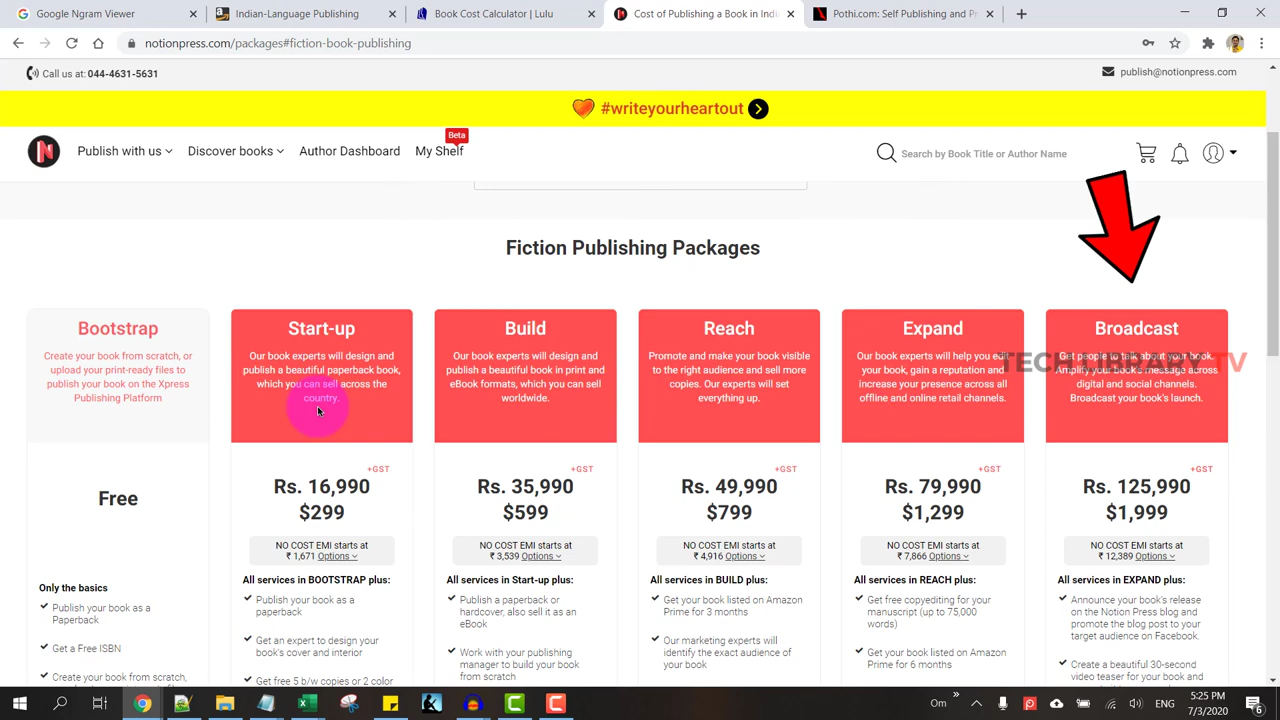 Google Ngram Viewer
Indian-Language Publishing
Book Cost Calculator | Lulu
Cost of Publishing a Book in Indi
Pothi.com: Self Publishing and Pr
notionpress.com/packages#fiction-book-publishing
Call us at: 044-4631-5631
publish@notionpress.com
#writeyourheartout
N
Publish with us
Discover books
Author Dashboard
My Shelf
Beta
Search by Book Title or Author Name
Fiction Publishing Packages
Bootstrap
Create your book from scratch, or
upload your print-ready files to
publish your book on the Xpress
Publishing Platform
Free
Only the basics
Publish your book as a
Paperback
Get a Free ISBN
Create your book from scratch,
Start-up
Our book experts will design and
publish a beautiful paperback book,
which you can sell across the
country.
+GST
Rs. 16,990
$299
NO COST EMI starts at
₹ 1,671 Options
All services in BOOTSTRAP plus:
Publish your book as a
paperback
Get an expert to design your
book's cover and interior
Get free 5 b/w copies or 2 color
Build
Our book experts will design and
publish a beautiful book in print and
eBook formats, which you can sell
worldwide.
+GST
Rs. 35,990
$599
NO COST EMI starts at
₹ 3,539 Options
All services in Start-up plus:
Publish a paperback or
hardcover, also sell it as an
eBook
Work with your publishing
manager to build your book
from scratch
Reach
Promote and make your book visible
to the right audience and sell more
copies. Our experts will set
everything up.
+GST
Rs. 49,990
$799
NO COST EMI starts at
₹ 4,916 Options
All services in BUILD plus:
Get your book listed on Amazon
Prime for 3 months
Our marketing experts will
identify the exact audience of
your book
Expand
Our book experts will help you edit
your book, gain a reputation and
increase your presence across all
offline and online retail channels.
+GST
Rs. 79,990
$1,299
NO COST EMI starts at
₹ 7,866 Options
All services in REACH plus:
Get free copyediting for your
manuscript (up to 75,000
words)
Get your book listed on Amazon
Prime for 6 months
Broadcast
Get people to talk about your book.
Amplify your book's message across
digital and social channels.
Broadcast your book's launch.
TECH LIBRARY TV
+GST
Rs. 125,990
$1,999
NO COST EMI starts at
₹ 12,389 Options
All services in EXPAND plus:
Announce your book's release
on the Notion Press blog and
promote the blog post to your
target audience on Facebook.
Create a beautiful 30-second
video teaser for your book and
Om
ENG
5:25 PM
7/3/2020
6